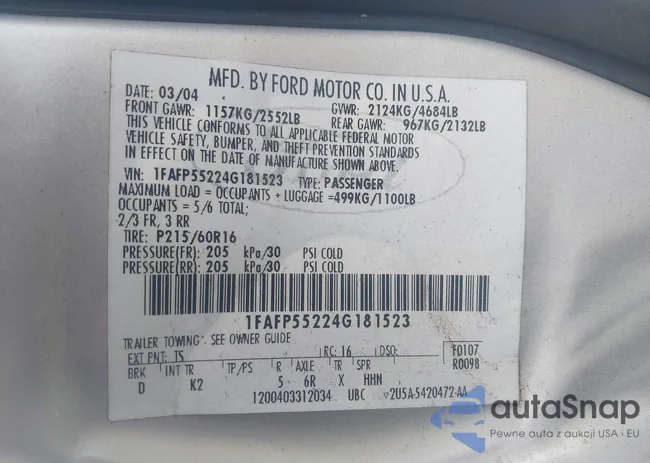 MFD. BY FORD MOTOR CO. IN U.S.A.
DATE: 03/04
FRONT GAWR: 1157KG/2552LB GVWR: 2124KG/4684LB
REAR GAWR: 967KG/2132LB
THIS VEHICLE CONFORMS TO ALL APPLICABLE FEDERAL MOTOR
VEHICLE SAFETY, BUMPER, AND THEFT PREVENTION STANDARDS
IN EFFECT ON THE DATE OF MANUFACTURE SHOWN ABOVE.
VIN: 1FAFP55224G181523 TYPE: PASSENGER
MAXIMUM LOAD = OCCUPANTS + LUGGAGE =499KG/1100LB
OCCUPANTS = 5/6 TOTAL;
2/3 FR, 3 RR
TIRE: P215/60R16
PRESSURE(FR): 205 kPa/30 PSI COLD
PRESSURE(RR): 205 kPa/30 PSI COLD
1FAFP55224G181523
TRAILER TOWING: SEE OWNER GUIDE
EXT PNT: TS RC: 16 DSO: F0107
BRK INT TR TP/PS R AXLE TR SPR R0098
D K2 5 6R X HHN
1200403312034 UBC 2U5A-5420472-AA
autaSnap
Pewne auta z aukcji USA i EU